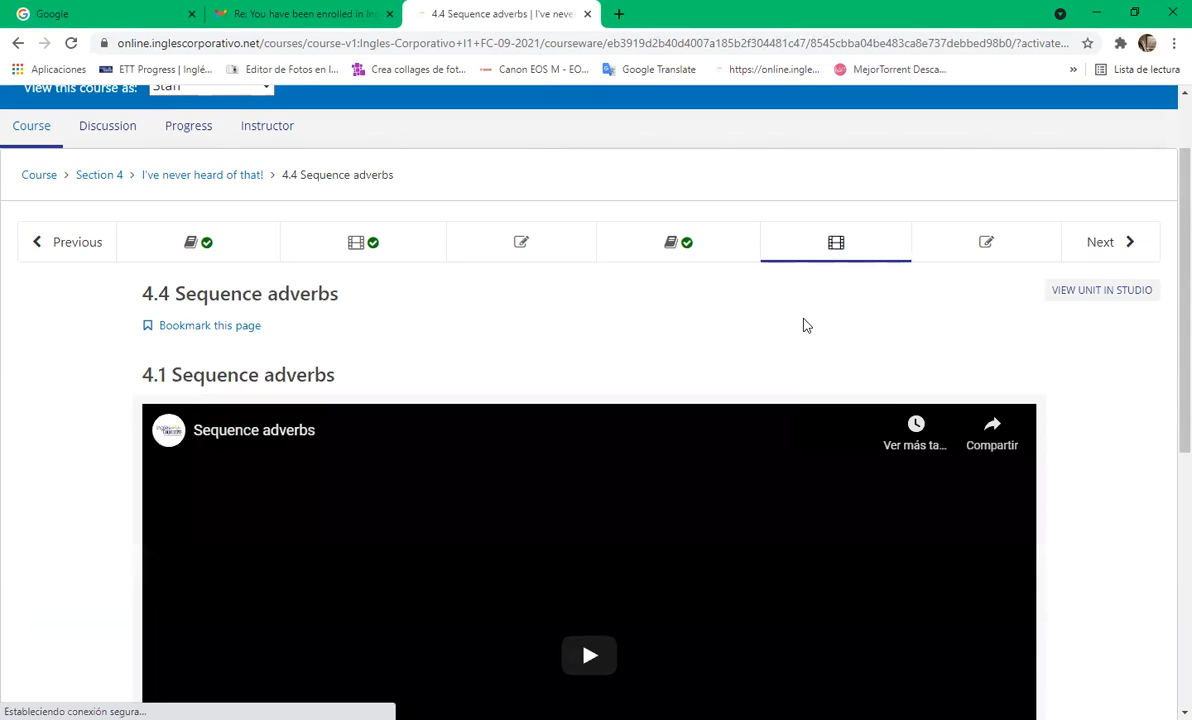 Google
Re: You have been enrolled in In
4.4 Sequence adverbs | I've never
online.inglescorporativo.net/courses/course-v1:Ingles-Corporativo+I1+FC-09-2021/courseware/eb3919d2b40d4007a185b2f304481c47/8545cbba04be483ca8e737debbed98b0/?activate...
Aplicaciones
ETT Progress | Inglé...
Editor de Fotos en l...
Crea collages de fot...
Canon EOS M - EO...
Google Translate
https://online.ingle...
MejorTorrent Desca...
»
Lista de lectura
View this course as:
Staff
Course
Discussion
Progress
Instructor
Course > Section 4 > I've never heard of that! > 4.4 Sequence adverbs
Previous
Next
4.4 Sequence adverbs
VIEW UNIT IN STUDIO
Bookmark this page
4.1 Sequence adverbs
Sequence adverbs
Ver más ta...
Compartir
Estableciendo conexión segura...